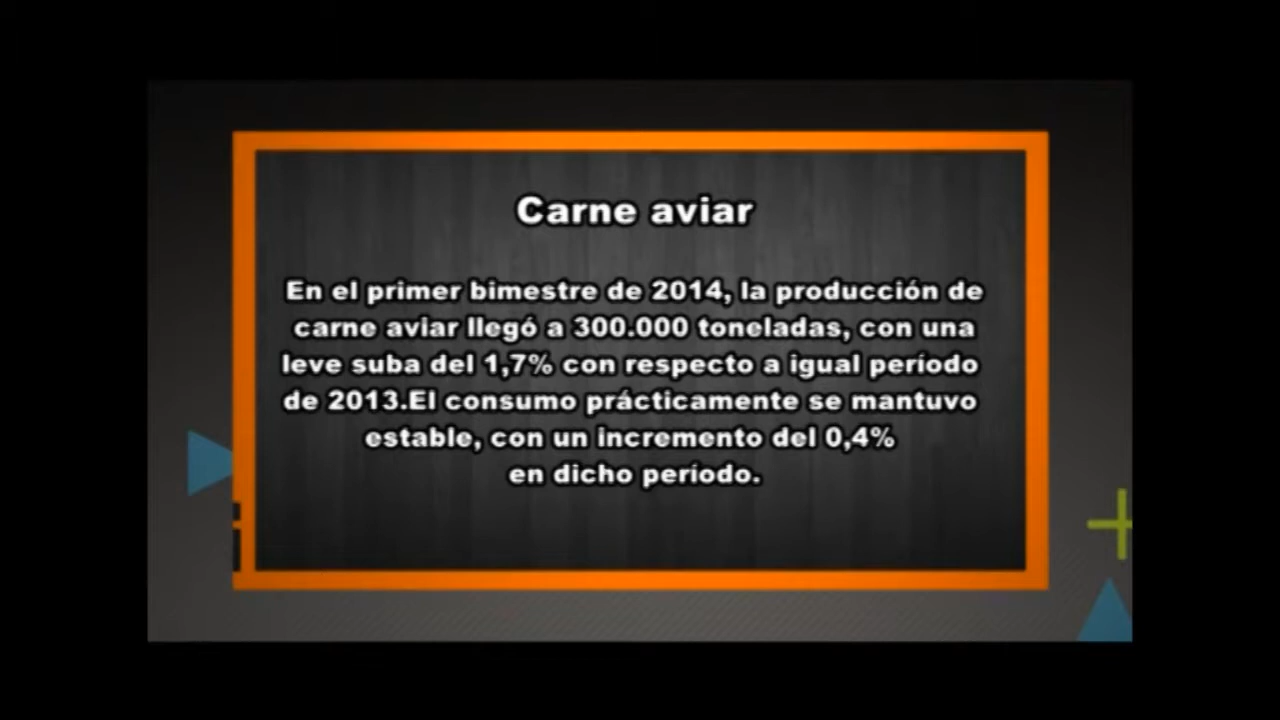 Carne aviar
En el primer bimestre de 2014, la producción de
carne aviar llegó a 300.000 toneladas, con una
leve suba del 1,7% con respecto a igual período
de 2013.El consumo prácticamente se mantuvo
estable, con un incremento del 0,4%
en dicho período.